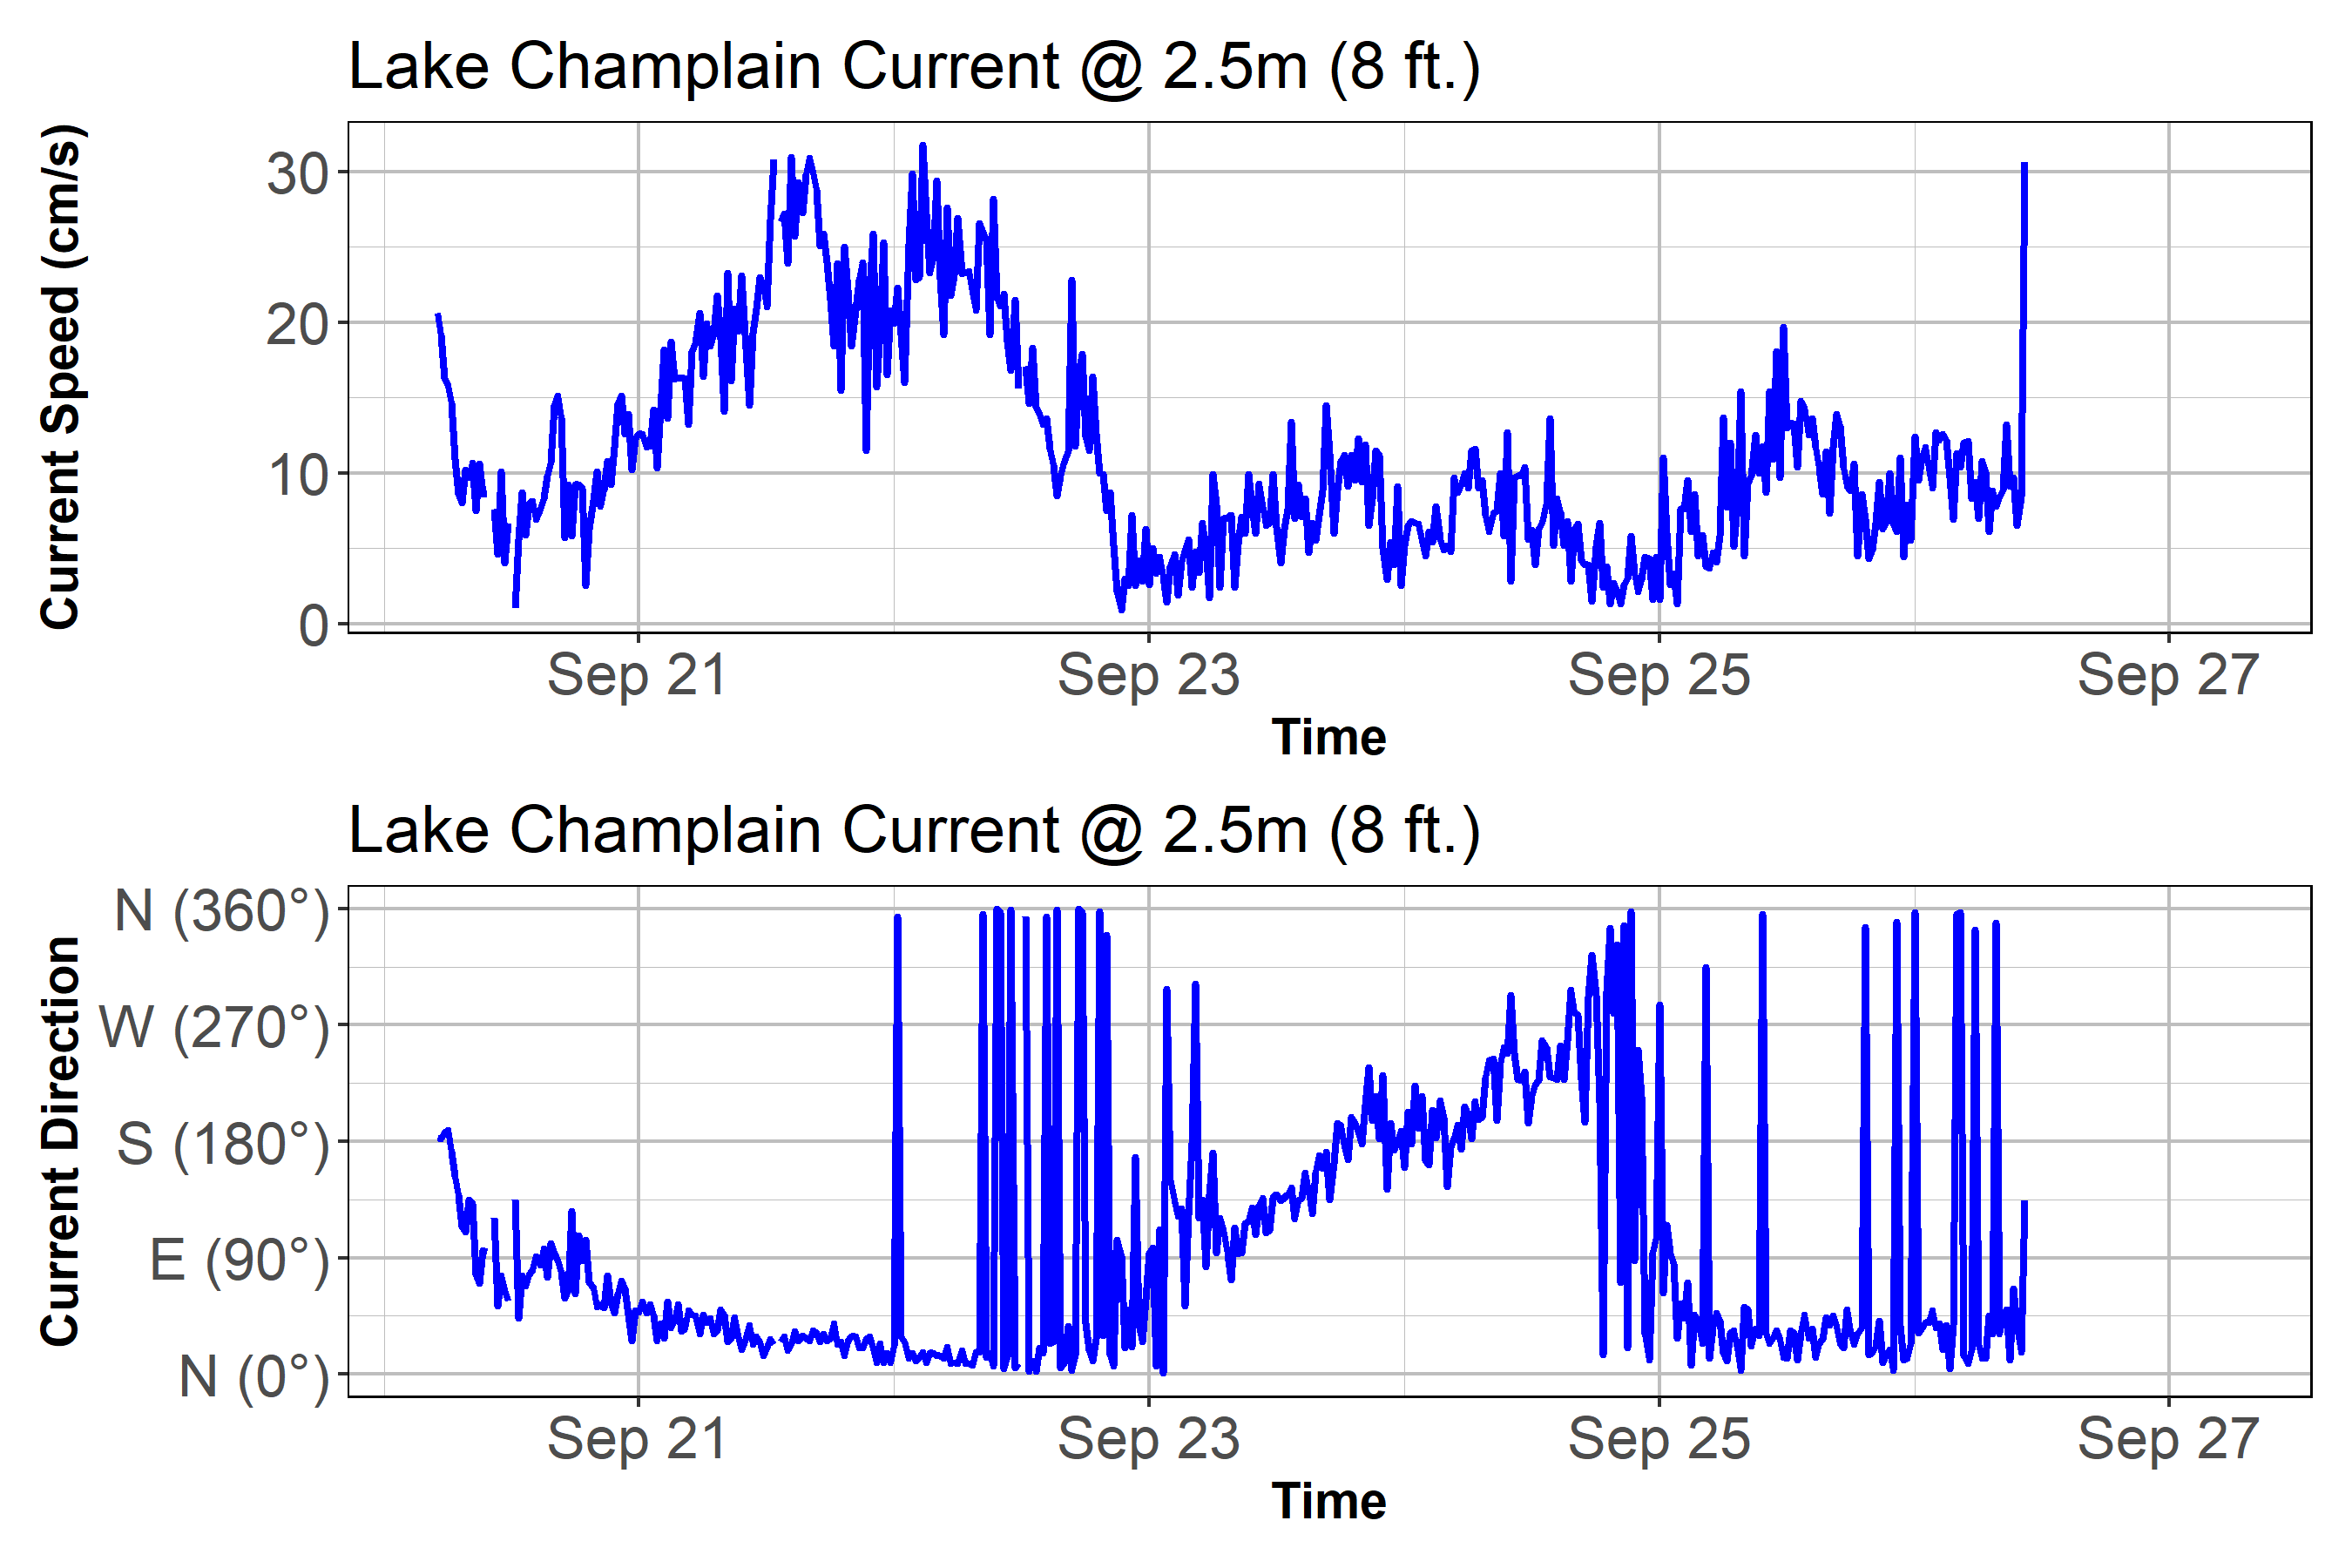 Lake Champlain Current @ 2.5m (8 ft.)
Current Speed (cm/s)
30
20
10
0
Sep 21 Sep 23 Sep 25 Sep 27
Time
Lake Champlain Current @ 2.5m (8 ft.)
Current Direction
N (360°)
W (270°)
S (180°)
E (90°)
N (0°)
Sep 21 Sep 23 Sep 25 Sep 27
Time